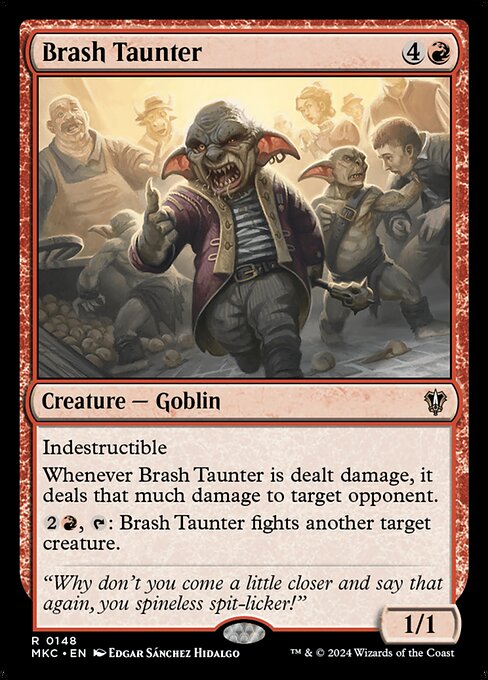 Brash Taunter 4
Creature — Goblin
Indestructible
Whenever Brash Taunter is dealt damage, it
deals that much damage to target opponent.
2, : Brash Taunter fights another target
creature.
“Why don’t you come a little closer and say that
again, you spineless spit-licker!”
1/1
R 0148
MKC • EN Edgar Sánchez Hidalgo
™ & © 2024 Wizards of the Coast